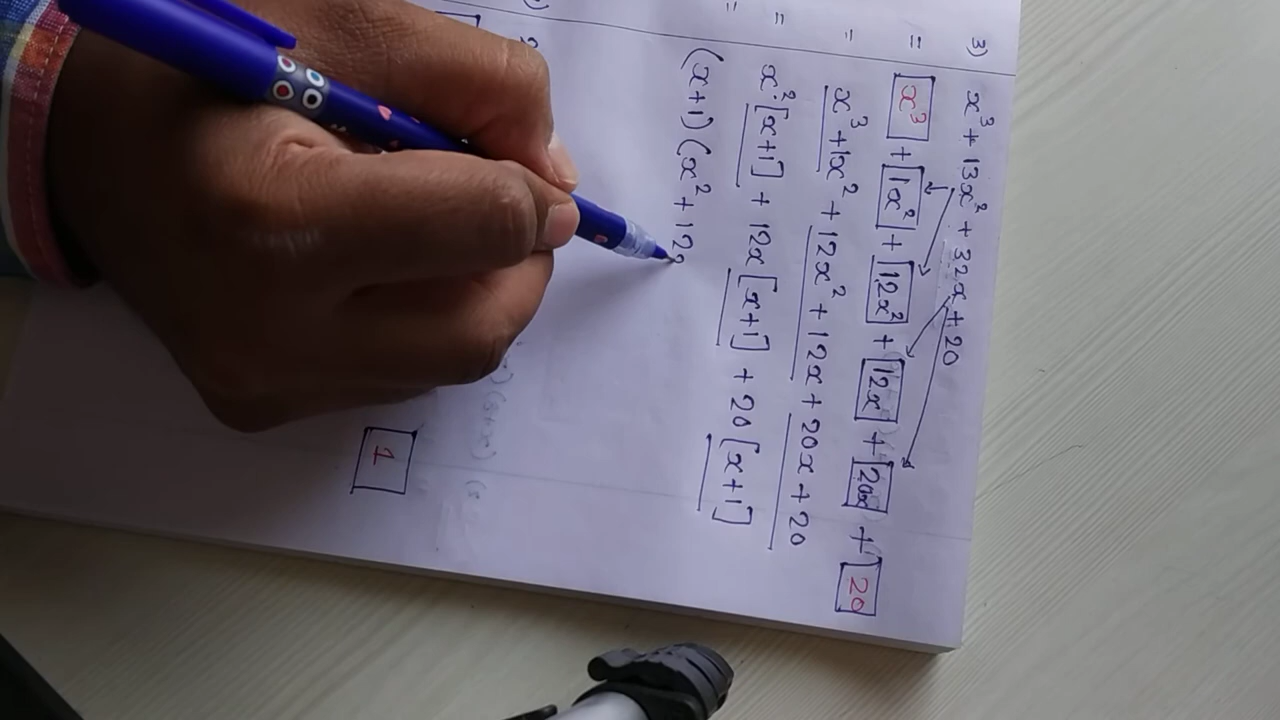 3) x³ + 13x² + 32x + 20
= x³ + 1x² + 12x² + 12x + 20x + 20
= x³ + 1x² + 12x² + 12x + 20x + 20
= x²[x+1] + 12x[x+1] + 20[x+1]
= (x+1) (x² + 12
1